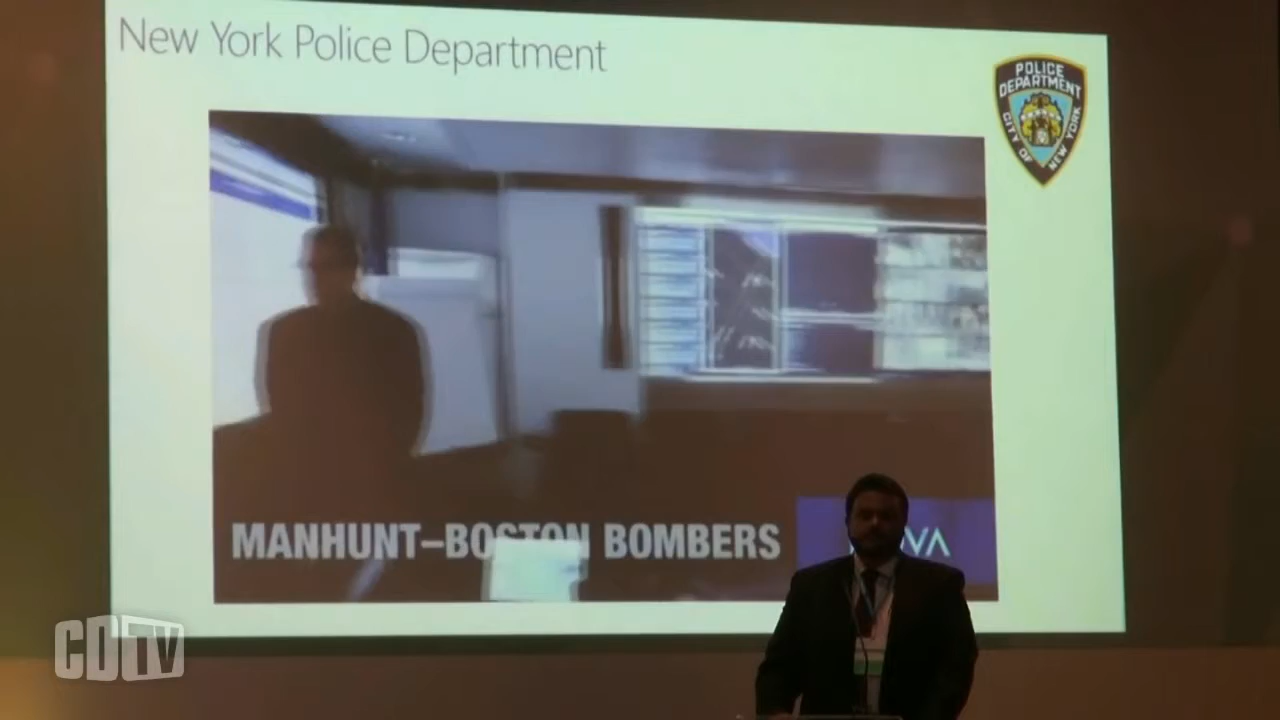 New York Police Department
POLICE
DEPARTMENT
CITY OF
NEW YORK
MANHUNT–BOSTON BOMBERS
CDTV